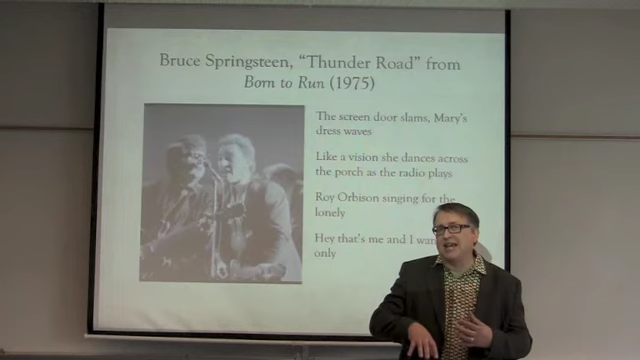 Bruce Springsteen, “Thunder Road” from
Born to Run (1975)
The screen door slams, Mary's
dress waves
Like a vision she dances across
the porch as the radio plays
Roy Orbison singing for the
lonely
Hey that's me and I
only